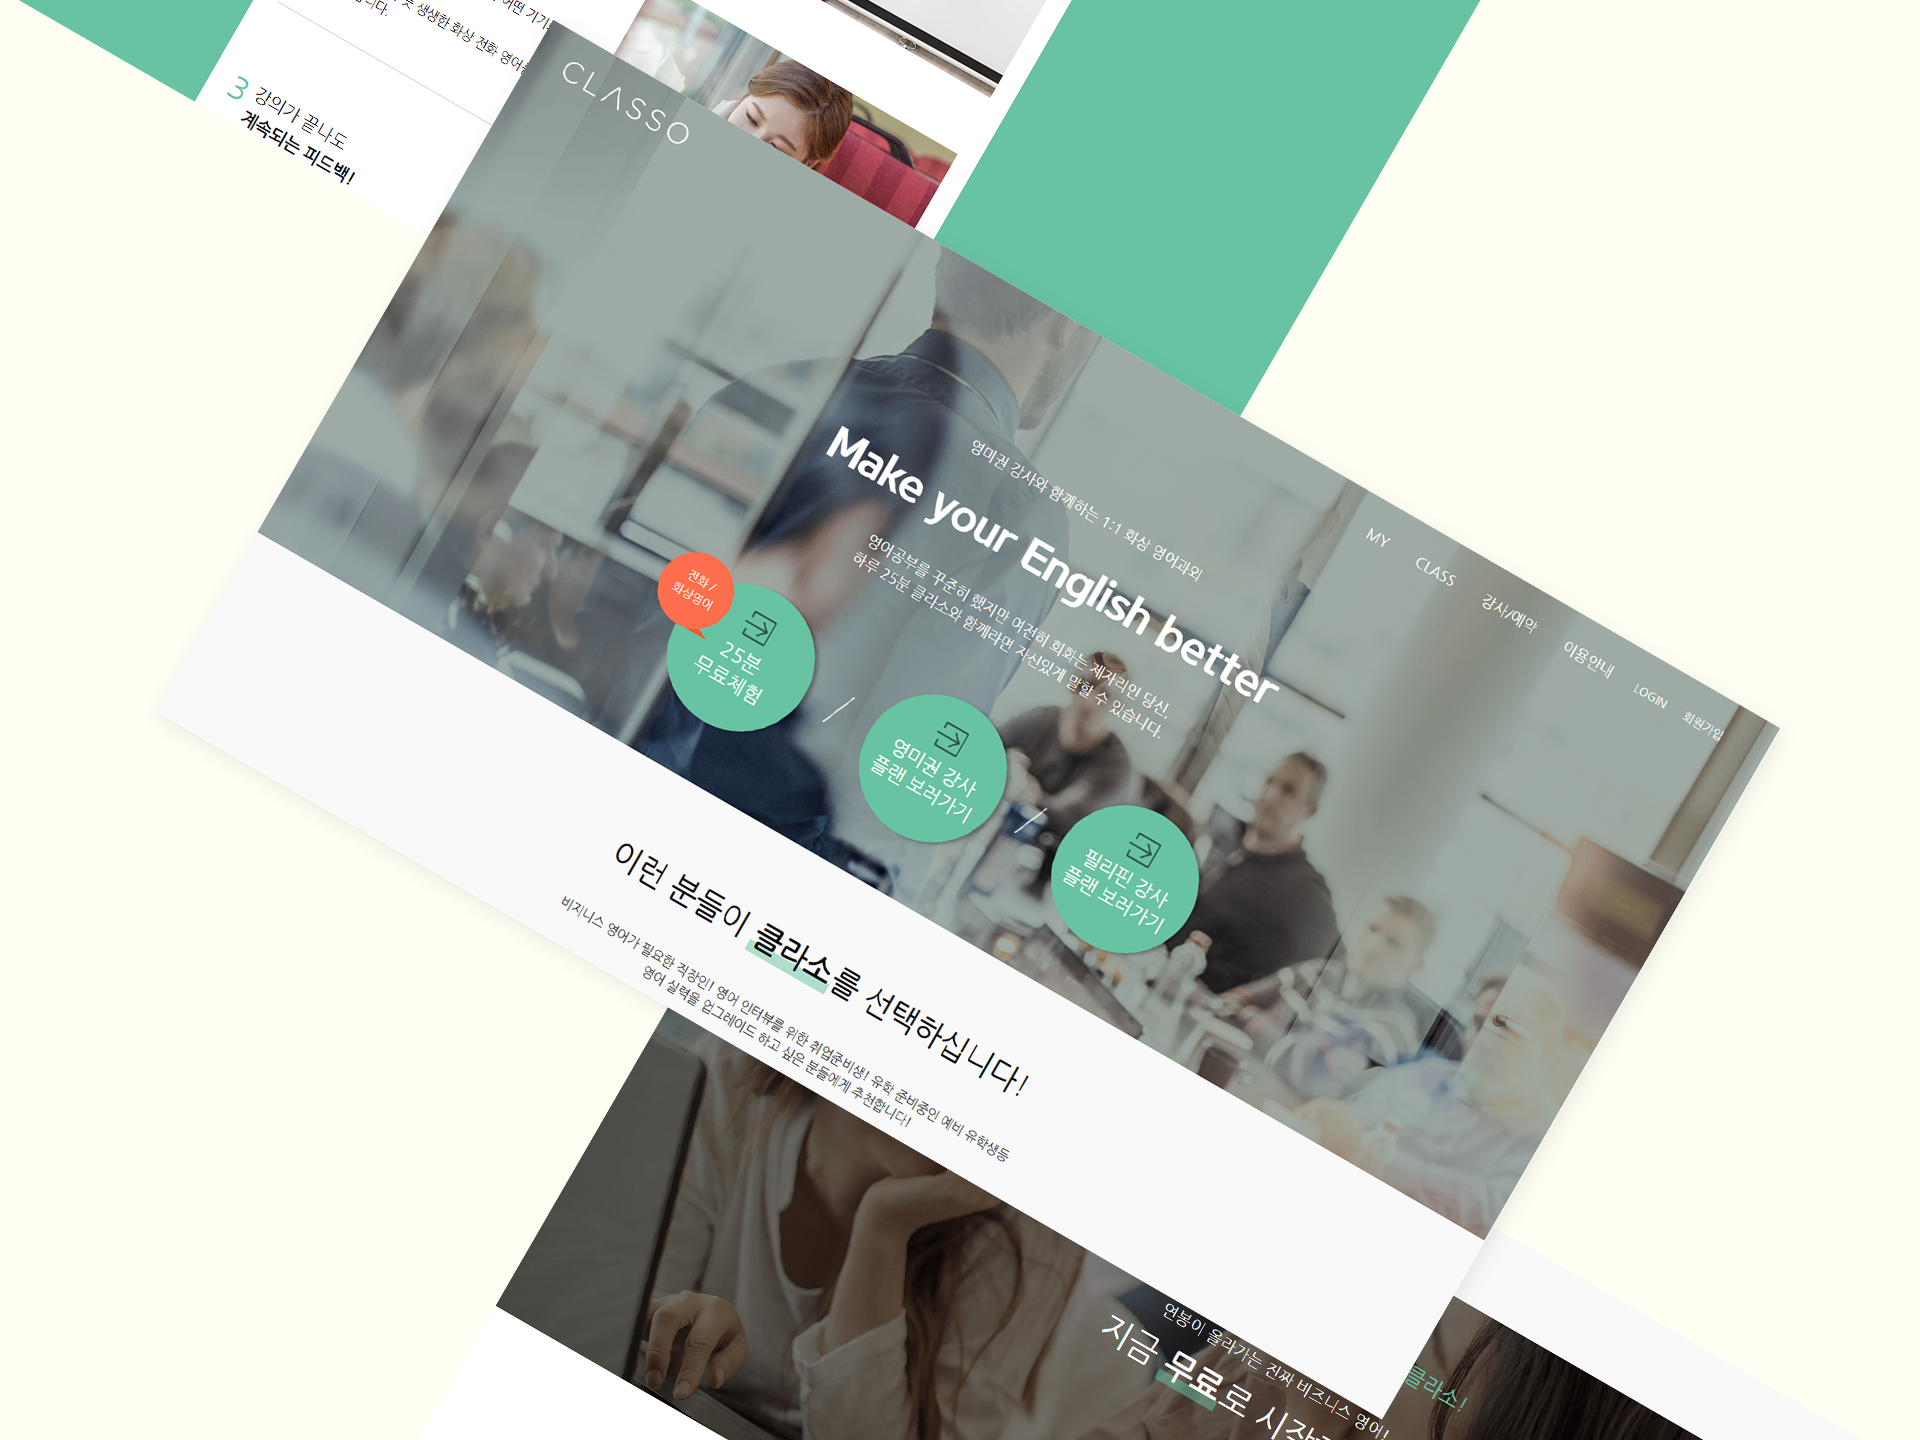 어떤 기기
생생한 화상 전화 영어
니다.
3 강의가 끝나도
계속되는 피드백!
CLASSO
MY
CLASS
강사/예약
이용안내
LOGIN
회원가입
영미권 강사와 함께하는 1:1 화상 영어과외
Make your English better
영어공부를 꾸준히 했지만 여전히 회화는 제자리인 당신,
하루 25분 클라소와 함께라면 자신있게 말할 수 있습니다.
전화 /
화상영어
25분
무료체험
/
영미권 강사
플랜 보러가기
/
필리핀 강사
플랜 보러가기
이런 분들이 클라소를 선택하십니다!
비지니스 영어가 필요한 직장인! 영어 인터뷰를 위한 취업준비생! 유학 준비중인 예비 유학생등
영어 실력을 업그레이드 하고 싶은 분들에게 추천합니다!
연봉이 올라가는 진짜 비즈니스 영어!
클라소!
지금 무료로 시작